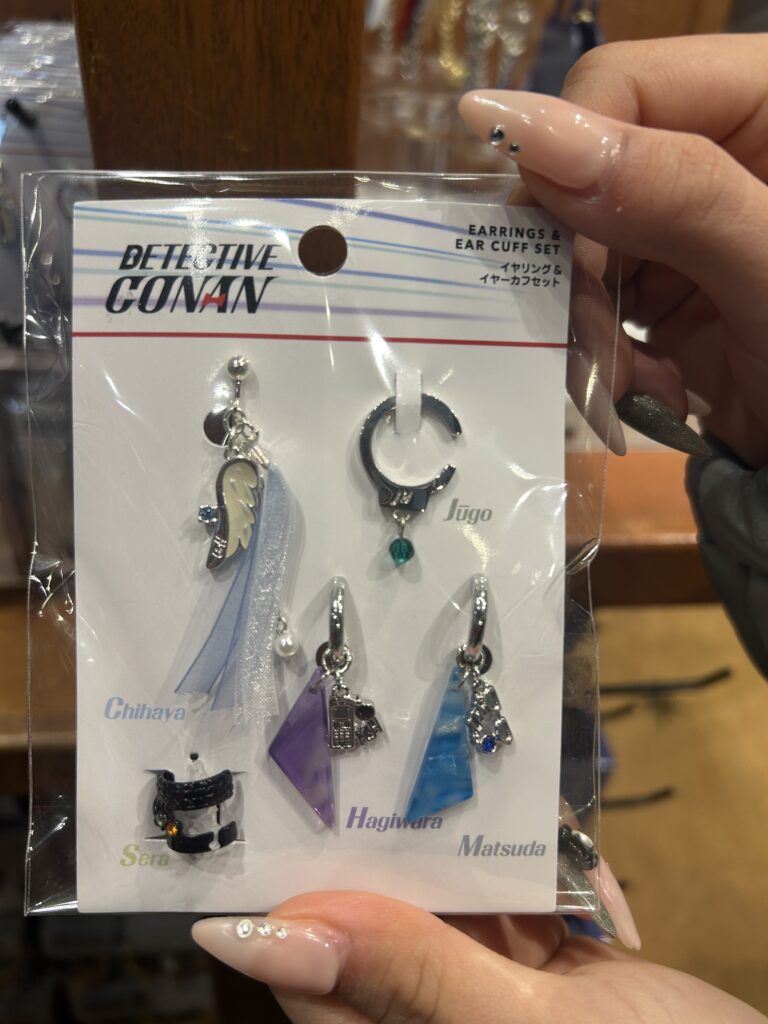 DETECTIVE
CONAN
EARRINGS &
EAR CUFF SET
イヤリング &
イヤーカフセット
Jūgo
Chihaya
Hagiwara
Sera
Matsuda